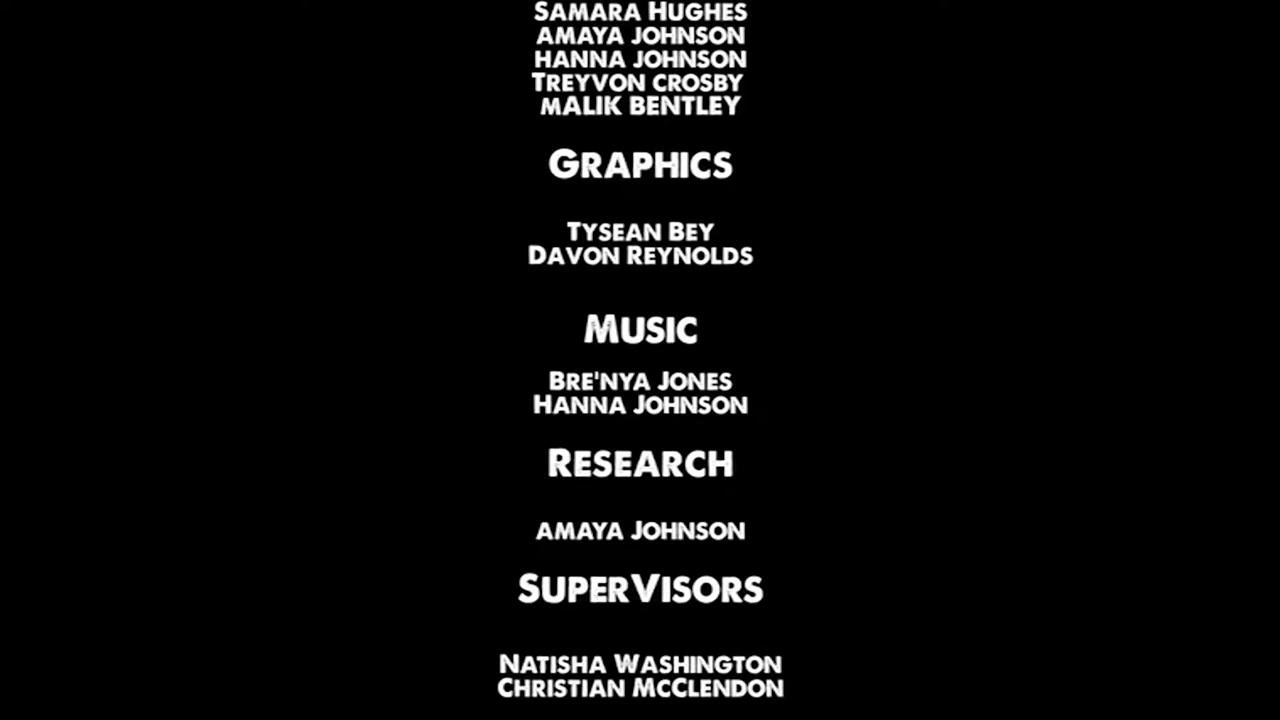 SAMARA HUGHES
AMAYA JOHNSON
HANNA JOHNSON
TREYVON CROSBY
MALIK BENTLEY
GRAPHICS
TYSEAN BEY
DAVON REYNOLDS
MUSIC
BRE'NYA JONES
HANNA JOHNSON
RESEARCH
AMAYA JOHNSON
SUPERVISORS
NATISHA WASHINGTON
CHRISTIAN MCCLENDON